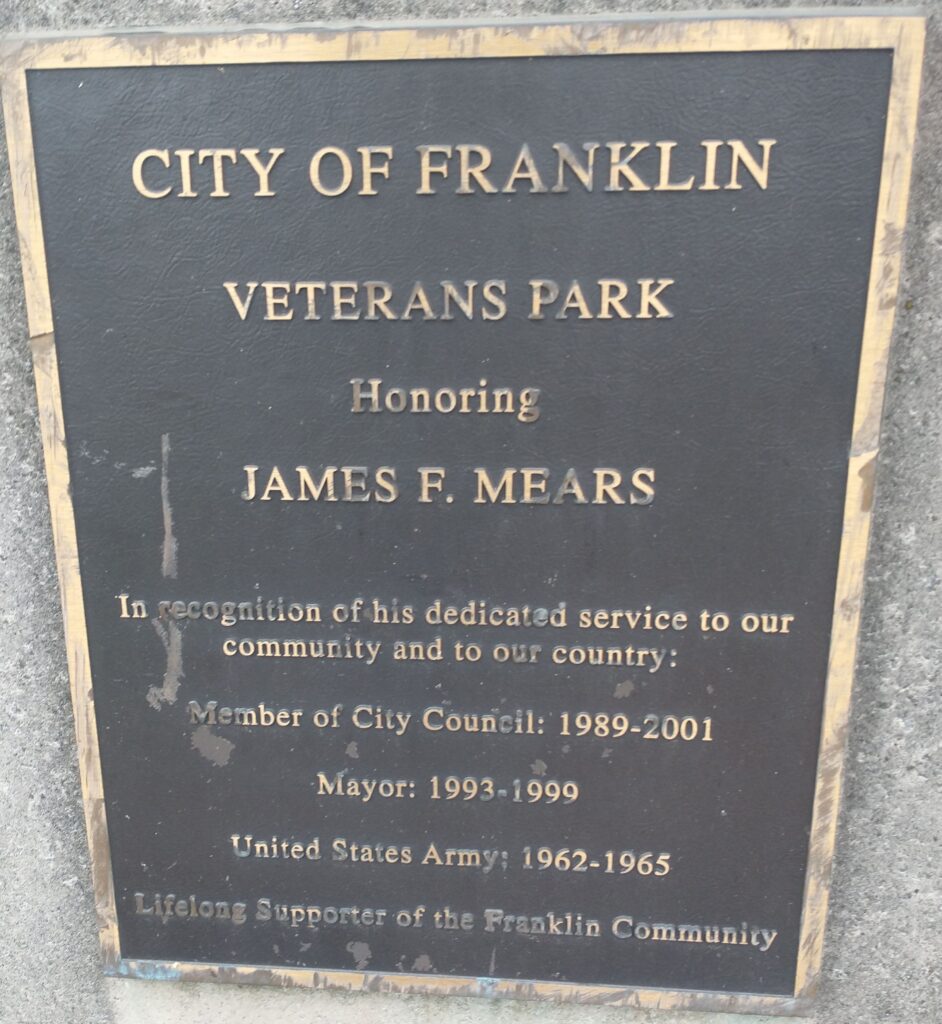 CITY OF FRANKLIN
VETERANS PARK
Honoring
JAMES F. MEARS
In recognition of his dedicated service to our
community and to our country:
Member of City Council: 1989-2001
Mayor: 1993-1999
United States Army: 1962-1965
Lifelong Supporter of the Franklin Community